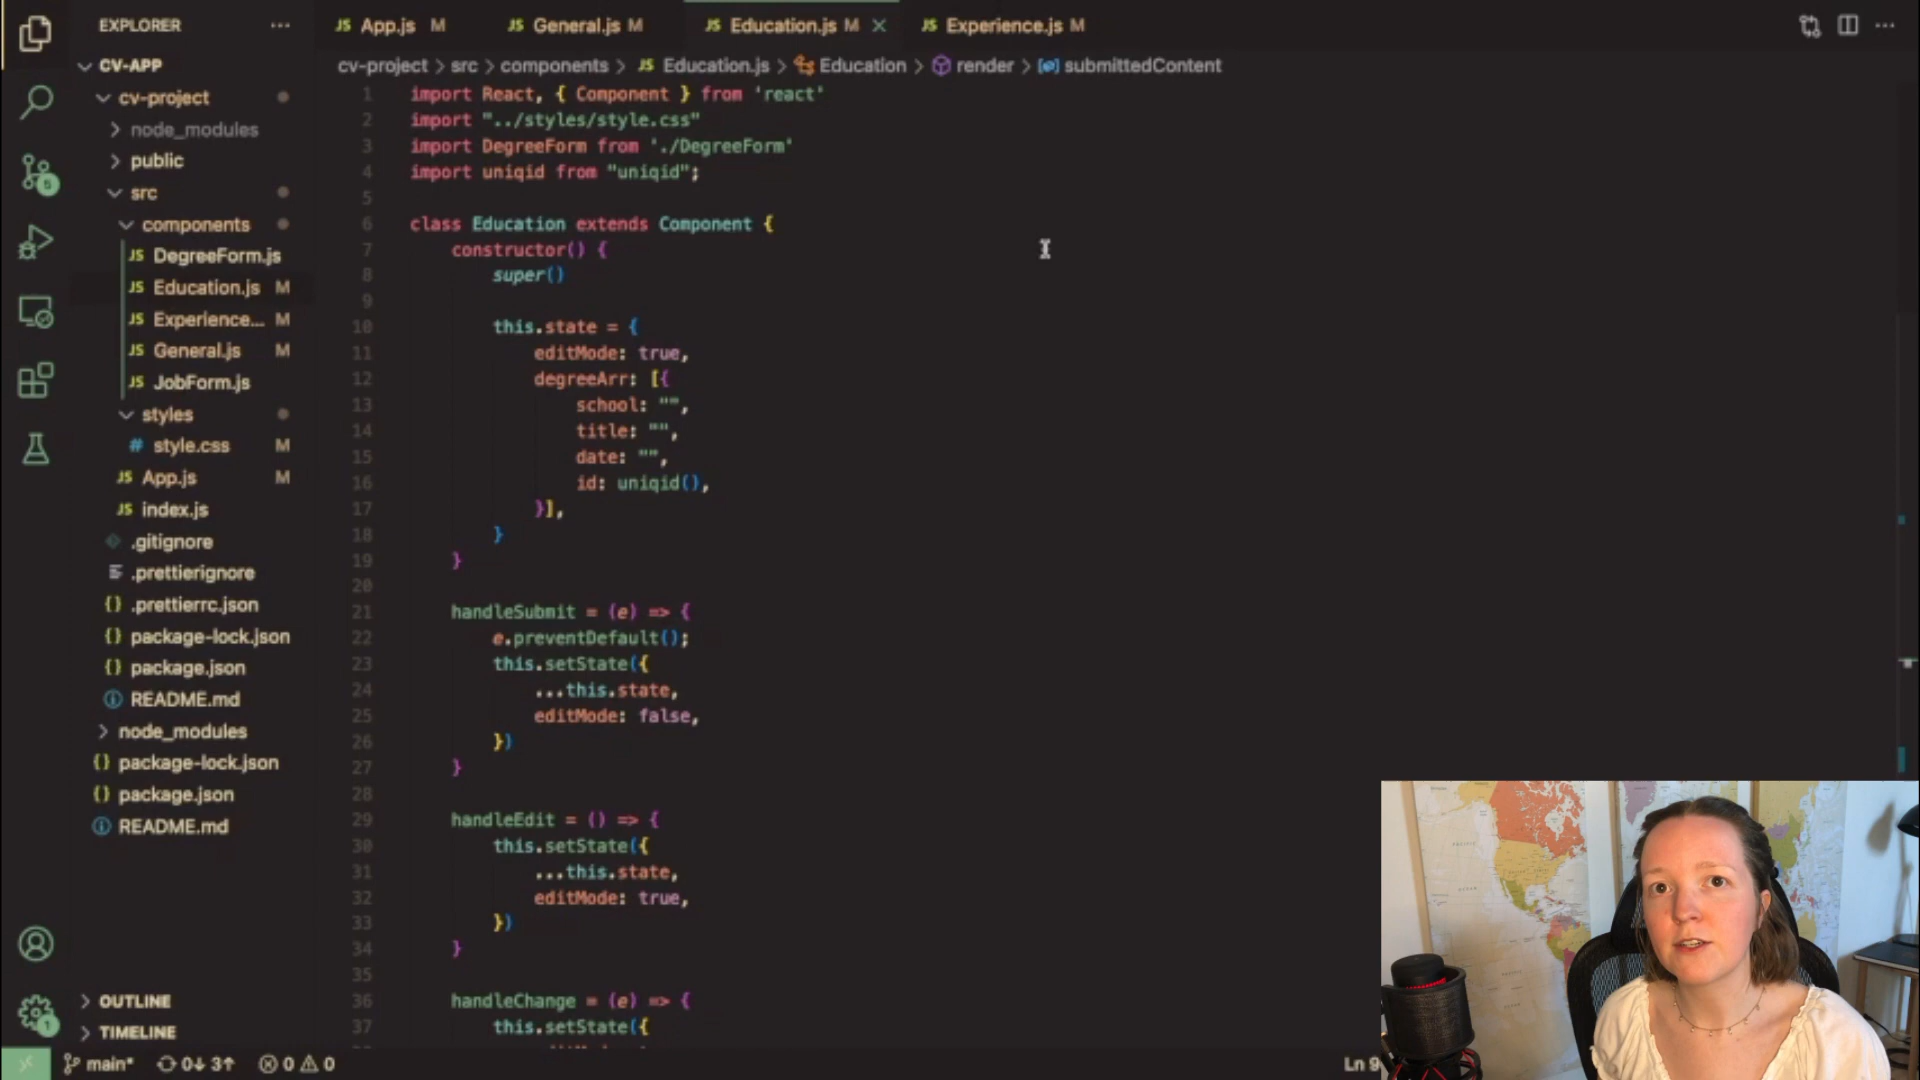 EXPLORER
CV-APP
cv-project
node_modules
public
src
components
JS DegreeForm.js
JS Education.js M
JS Experience... M
JS General.js M
JS JobForm.js
styles
# style.css M
JS App.js M
JS index.js
.gitignore
.prettierignore
{} .prettierrc.json
{} package-lock.json
{} package.json
README.md
node_modules
{} package-lock.json
{} package.json
README.md
OUTLINE
TIMELINE
5
1
JS App.js M
JS General.js M
JS Education.js M
JS Experience.js M
cv-project > src > components > JS Education.js > Education > render > submittedContent
1 import React, { Component } from 'react'
2 import "../styles/style.css"
3 import DegreeForm from './DegreeForm'
4 import uniqid from "uniqid";
5
6 class Education extends Component {
7 constructor() {
8 super()
9
10 this.state = {
11 editMode: true,
12 degreeArr: [{
13 school: "",
14 title: "",
15 date: "",
16 id: uniqid(),
17 }],
18 }
19 }
20
21 handleSubmit = (e) => {
22 e.preventDefault();
23 this.setState({
24 ...this.state,
25 editMode: false,
26 })
27 }
28
29 handleEdit = () => {
30 this.setState({
31 ...this.state,
32 editMode: true,
33 })
34 }
35
36 handleChange = (e) => {
37 this.setState({
main* 0↓ 3↑ 0 0
Ln 9